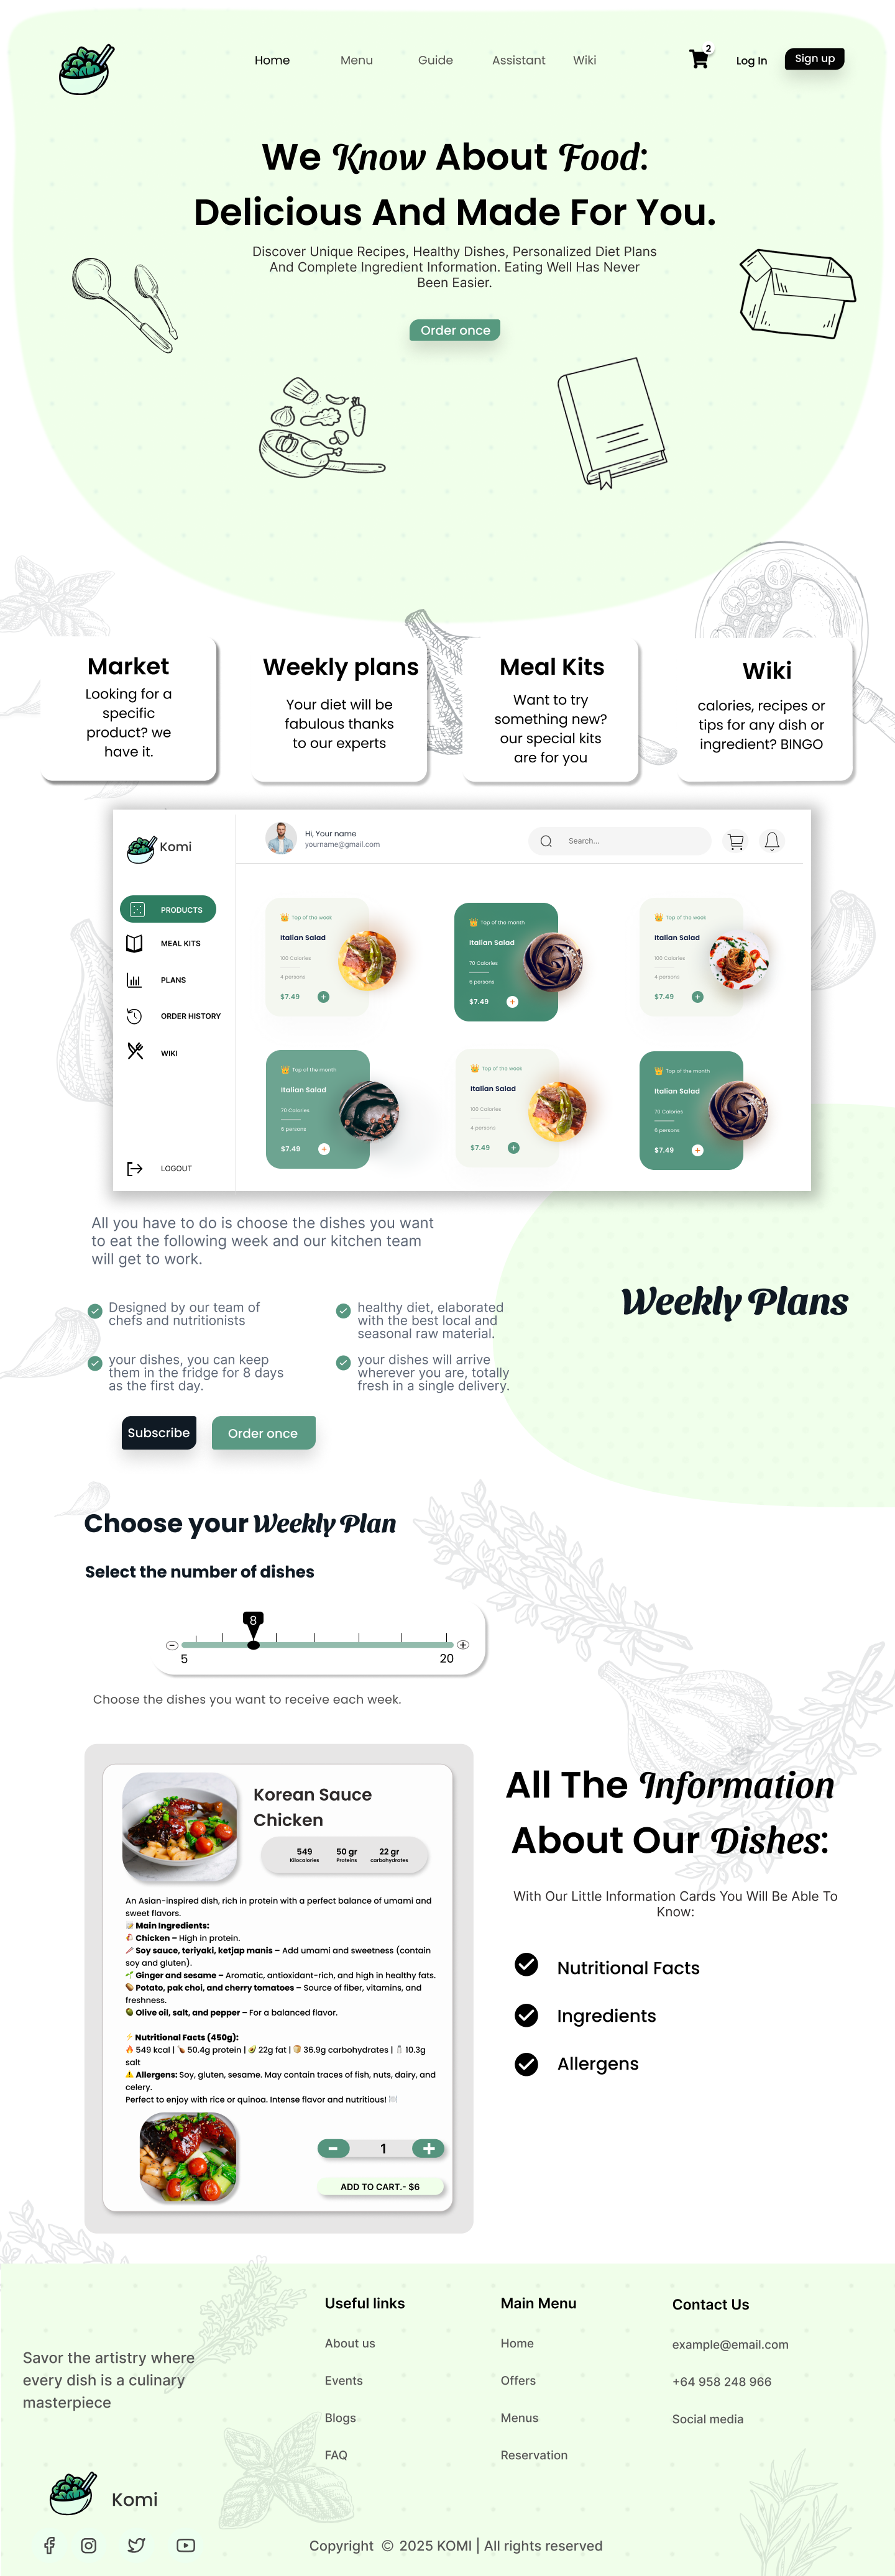 Home Menu Guide Assistant Wiki 2 Log In Sign up
We Know About Food:
Delicious And Made For You.
Discover Unique Recipes, Healthy Dishes, Personalized Diet Plans
And Complete Ingredient Information. Eating Well Has Never
Been Easier.
Order once
Market
Looking for a
specific
product? we
have it.
Weekly plans
Your diet will be
fabulous thanks
to our experts
Meal Kits
Want to try
something new?
our special kits
are for you
Wiki
calories, recipes or
tips for any dish or
ingredient? BINGO
Komi
Hi, Your name
yourname@gmail.com
Search...
PRODUCTS
MEAL KITS
PLANS
ORDER HISTORY
WIKI
LOGOUT
Top of the week
Italian Salad
100 Calories
4 persons
$7.49
Top of the month
Italian Salad
70 Calories
6 persons
$7.49
Top of the week
Italian Salad
100 Calories
4 persons
$7.49
Top of the month
Italian Salad
70 Calories
6 persons
$7.49
Top of the week
Italian Salad
100 Calories
4 persons
$7.49
Top of the month
Italian Salad
70 Calories
6 persons
$7.49
All you have to do is choose the dishes you want
to eat the following week and our kitchen team
will get to work.
Designed by our team of
chefs and nutritionists
healthy diet, elaborated
with the best local and
seasonal raw material.
your dishes, you can keep
them in the fridge for 8 days
as the first day.
your dishes will arrive
wherever you are, totally
fresh in a single delivery.
Subscribe Order once
Weekly Plans
Choose your Weekly Plan
Select the number of dishes
8
5 20
Choose the dishes you want to receive each week.
Korean Sauce
Chicken
549 50 gr 22 gr
Kilocalories Proteins carbohydrates
An Asian-inspired dish, rich in protein with a perfect balance of umami and
sweet flavors.
Main Ingredients:
Chicken – High in protein.
Soy sauce, teriyaki, ketjap manis – Add umami and sweetness (contain
soy and gluten).
Ginger and sesame – Aromatic, antioxidant-rich, and high in healthy fats.
Potato, pak choi, and cherry tomatoes – Source of fiber, vitamins, and
freshness.
Olive oil, salt, and pepper – For a balanced flavor.
⚡ Nutritional Facts (450g):
🔥 549 kcal | 🍗 50.4g protein | 🥑 22g fat | 🍞 36.9g carbohydrates | 🧂 10.3g
salt
⚠️ Allergens: Soy, gluten, sesame. May contain traces of fish, nuts, dairy, and
celery.
Perfect to enjoy with rice or quinoa. Intense flavor and nutritious! 🍽️
− 1 +
ADD TO CART.- $6
All The Information
About Our Dishes:
With Our Little Information Cards You Will Be Able To
Know:
Nutritional Facts
Ingredients
Allergens
Savor the artistry where
every dish is a culinary
masterpiece
Komi
Useful links
About us
Events
Blogs
FAQ
Main Menu
Home
Offers
Menus
Reservation
Contact Us
example@email.com
+64 958 248 966
Social media
Copyright © 2025 KOMI | All rights reserved